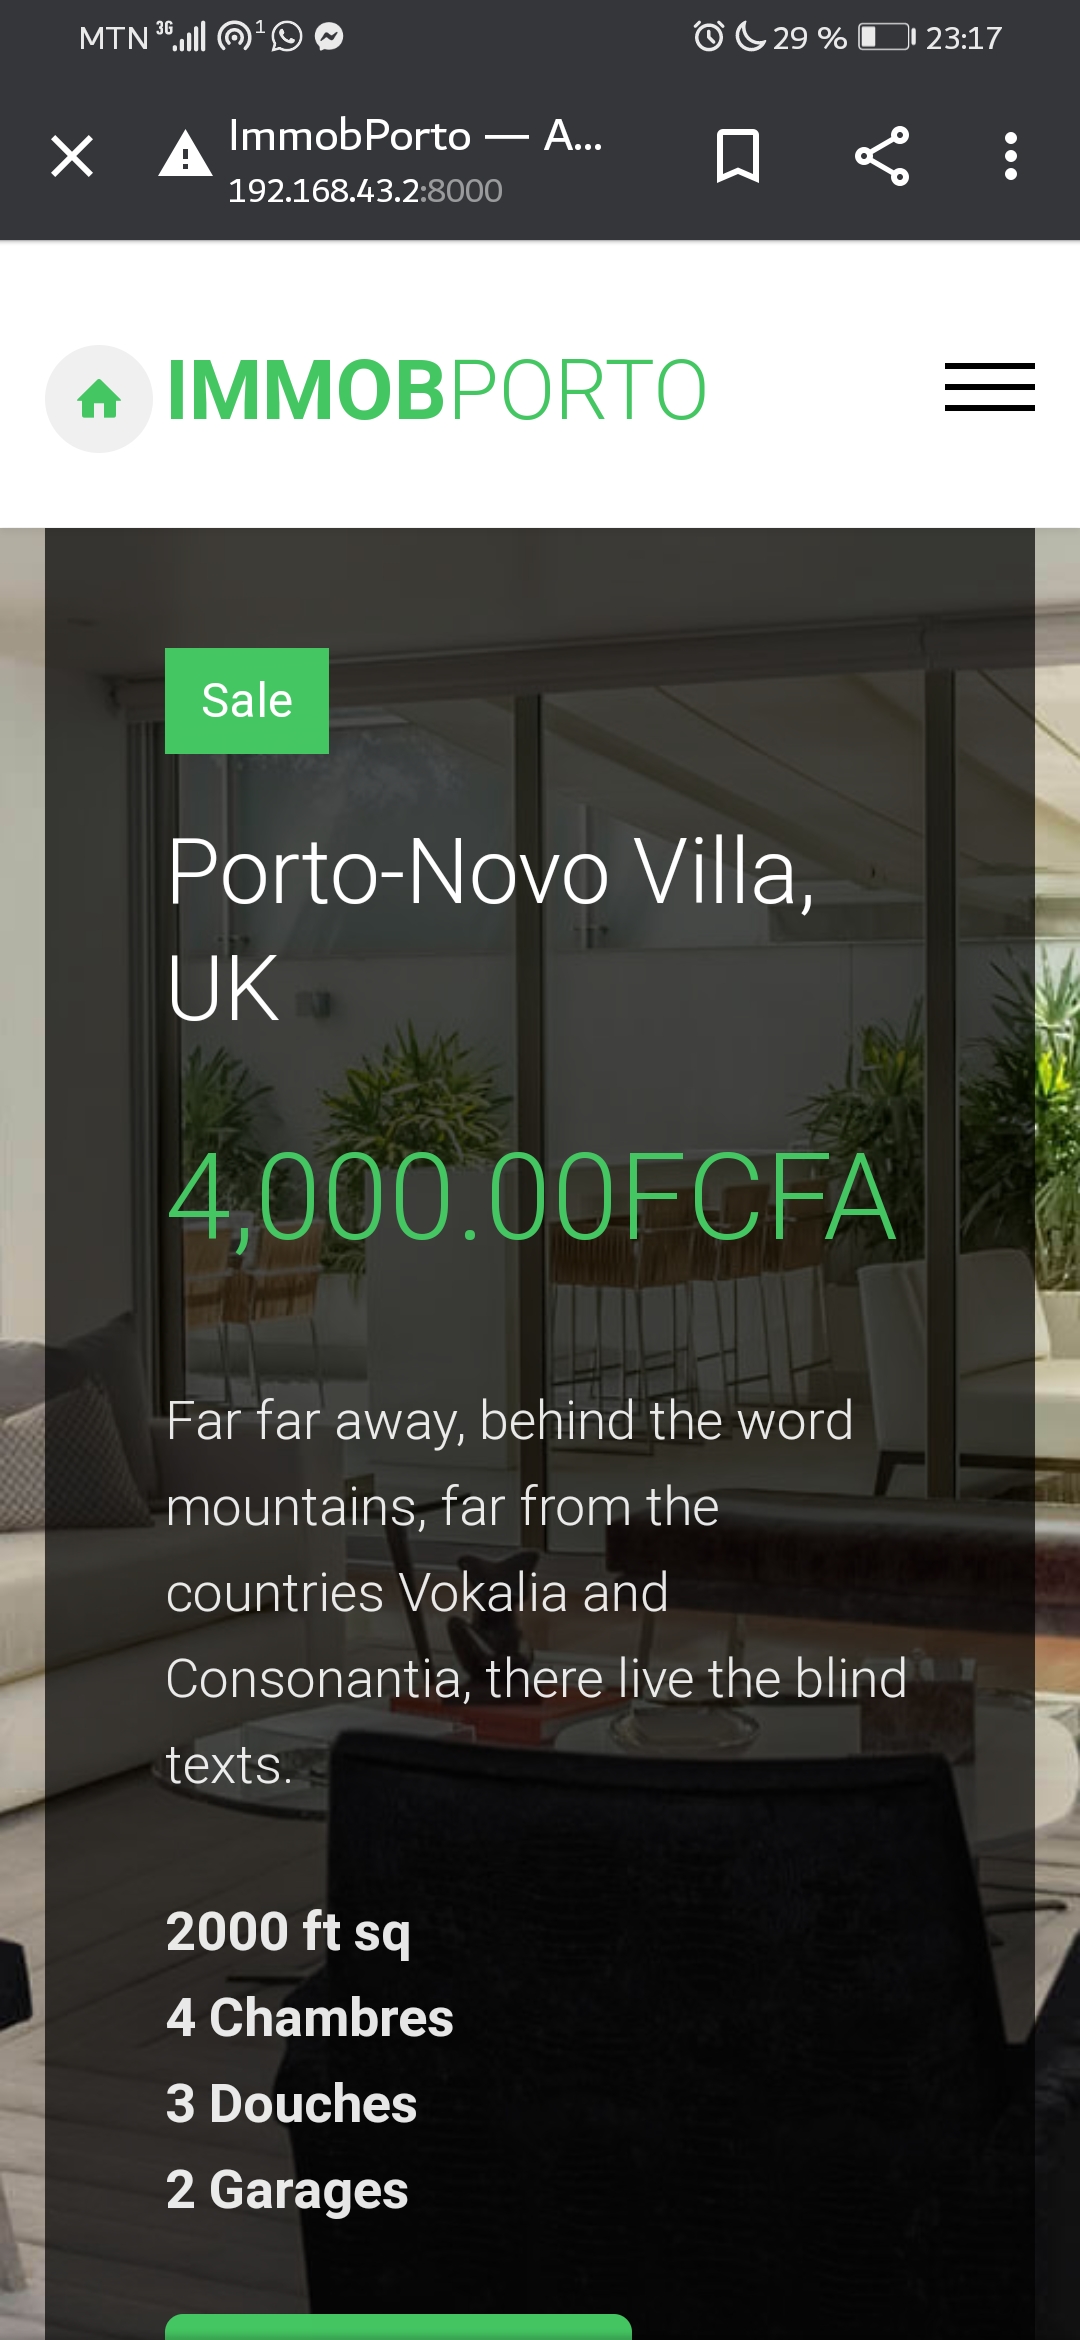 MTN 3G 1 29 % 23:17
ImmobPorto — A...
192.168.43.2:8000
IMMOBPORTO
Sale
Porto-Novo Villa,
UK
4,000.00FCFA
Far far away, behind the word
mountains, far from the
countries Vokalia and
Consonantia, there live the blind
texts.
2000 ft sq
4 Chambres
3 Douches
2 Garages